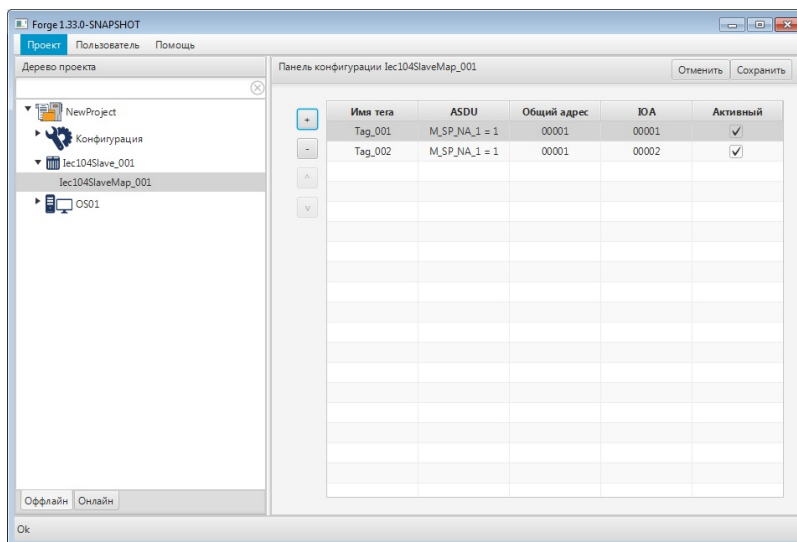 Forge 1.33.0-SNAPSHOT
Проект Пользователь Помощь
Дерево проекта
Панель конфигурации Iec104SlaveMap_001
Отменить Сохранить
NewProject
Конфигурация
Iec104Slave_001
Iec104SlaveMap_001
OS01
+
-
^
v
Имя тега ASDU Общий адрес IOA Активный
Tag_001 M_SP_NA_1 = 1 00001 00001
Tag_002 M_SP_NA_1 = 1 00001 00002
Оффлайн Онлайн
Ok